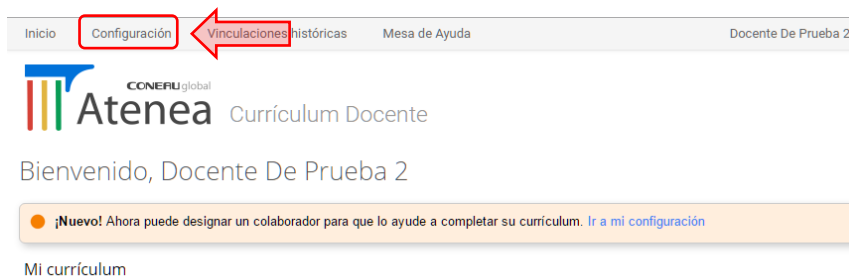 Inicio Configuración Vinculaciones históricas Mesa de Ayuda Docente De Prueba 2
CONEAU global
Atenea Currículum Docente
Bienvenido, Docente De Prueba 2
¡Nuevo! Ahora puede designar un colaborador para que lo ayude a completar su currículum. Ir a mi configuración
Mi currículum